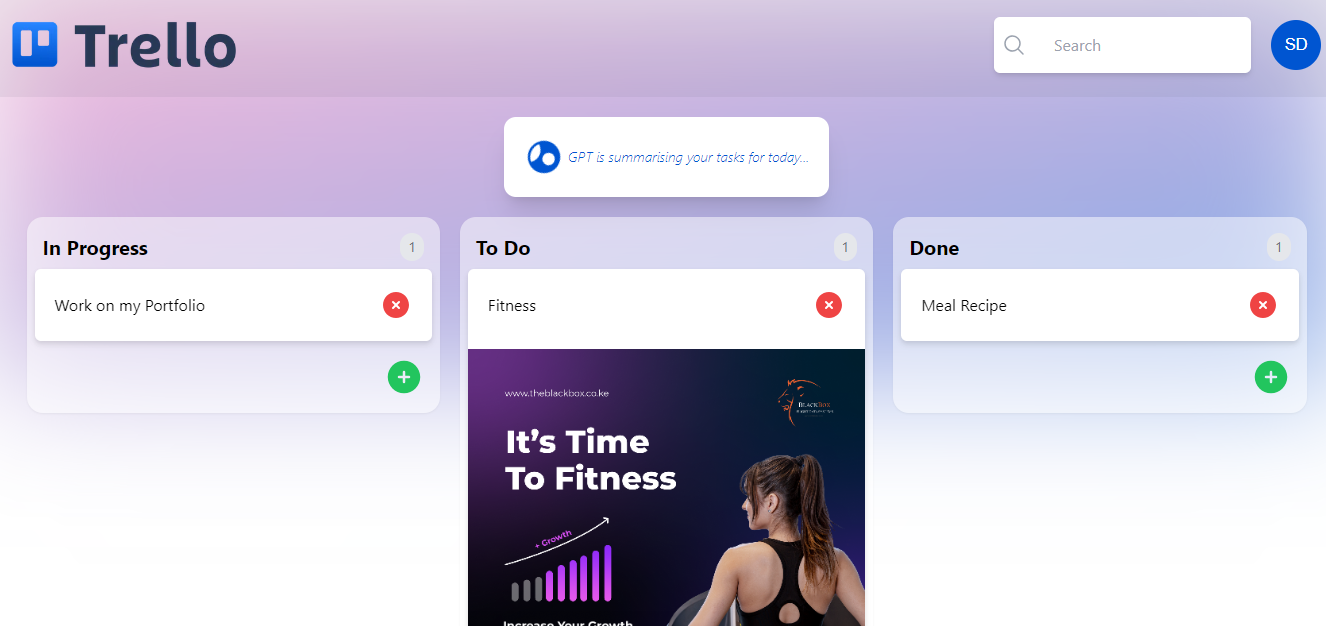 Trello
Search
SD
GPT is summarising your tasks for today...
In Progress
1
Work on my Portfolio
To Do
1
Fitness
www.theblackbox.co.ke
BLACKBOX
It's Time
To Fitness
+ Growth
Increase Your Growth
Done
1
Meal Recipe